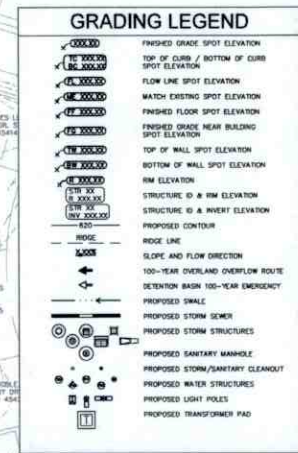 GRADING LEGEND
XXX.XX FINISHED GRADE SPOT ELEVATION
TC XXX.XX TOP OF CURB / BOTTOM OF CURB
BC XXX.XX SPOT ELEVATION
FL XXX.XX FLOW LINE SPOT ELEVATION
ME XXX.XX MATCH EXISTING SPOT ELEVATION
FF XXX.XX FINISHED FLOOR SPOT ELEVATION
FG XXX.XX FINISHED GRADE NEAR BUILDING
SPOT ELEVATION
TW XXX.XX TOP OF WALL SPOT ELEVATION
BW XXX.XX BOTTOM OF WALL SPOT ELEVATION
R XXX.XX RIM ELEVATION
STR XX
R XXX.XX STRUCTURE ID & RIM ELEVATION
STR XX
INV XXX.XX STRUCTURE ID & INVERT ELEVATION
820 PROPOSED CONTOUR
RIDGE RIDGE LINE
X.XX% SLOPE AND FLOW DIRECTION
100-YEAR OVERLAND OVERFLOW ROUTE
DETENTION BASIN 100-YEAR EMERGENCY
PROPOSED SWALE
PROPOSED STORM SEWER
PROPOSED STORM STRUCTURES
PROPOSED SANITARY MANHOLE
PROPOSED STORM/SANITARY CLEANOUT
PROPOSED WATER STRUCTURES
PROPOSED LIGHT POLES
T PROPOSED TRANSFORMER PAD